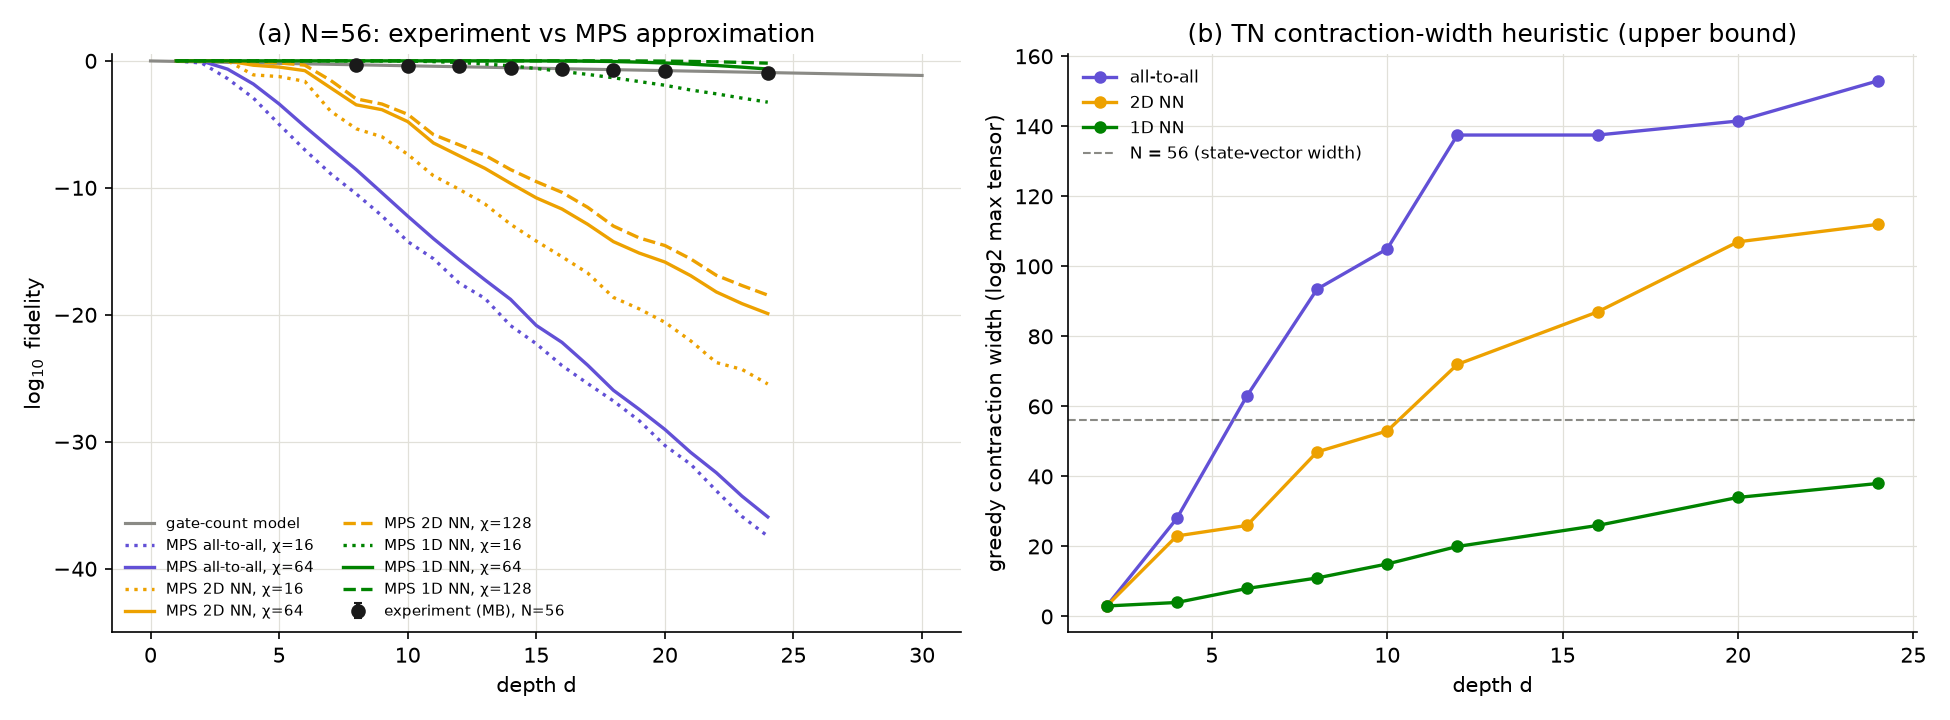 (a) N=56: experiment vs MPS approximation
log10 fidelity
0
−10
−20
−30
−40
gate-count model
MPS all-to-all, χ=16
MPS all-to-all, χ=64
MPS 2D NN, χ=16
MPS 2D NN, χ=64
MPS 2D NN, χ=128
MPS 1D NN, χ=16
MPS 1D NN, χ=64
MPS 1D NN, χ=128
experiment (MB), N=56
0 5 10 15 20 25 30
depth d
(b) TN contraction-width heuristic (upper bound)
greedy contraction width (log2 max tensor)
160
140
120
100
80
60
40
20
0
all-to-all
2D NN
1D NN
N = 56 (state-vector width)
5 10 15 20 25
depth d